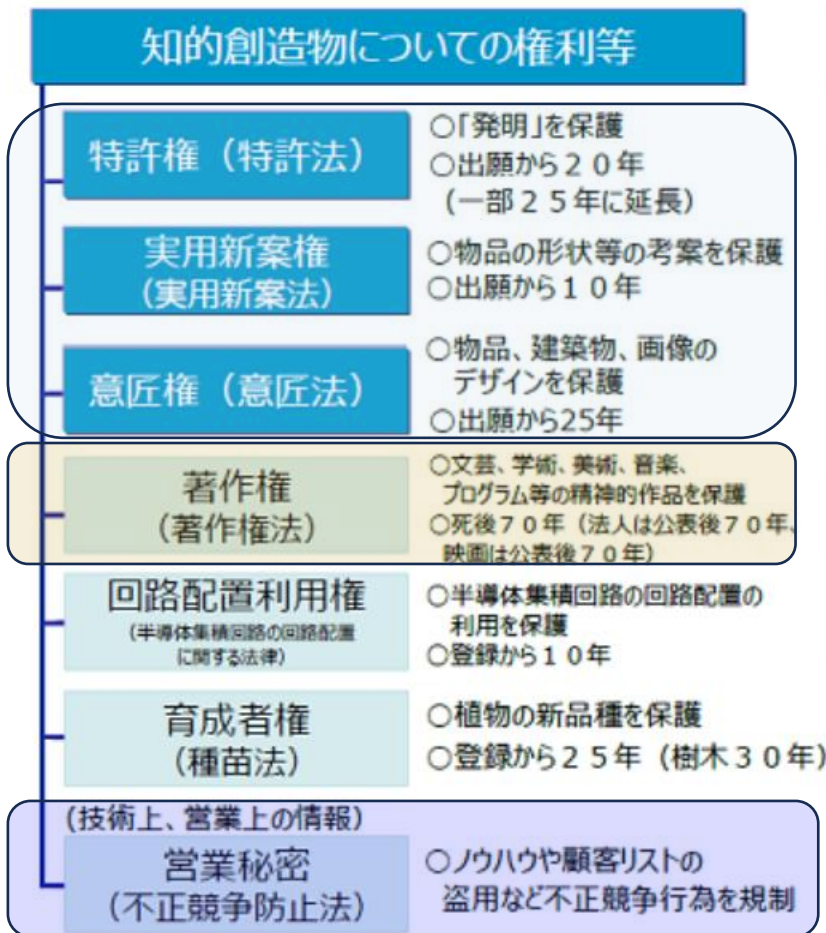 知的創造物についての権利等
特許権（特許法）
○「発明」を保護
○出願から２０年
(一部２５年に延長）
実用新案権
（実用新案法）
○物品の形状等の考案を保護
○出願から１０年
意匠権（意匠法）
○物品、建築物、画像の
デザインを保護
○出願から25年
著作権
（著作権法）
○文芸、学術、美術、音楽、
プログラム等の精神的作品を保護
○死後７０年（法人は公表後７０年、
映画は公表後７０年）
回路配置利用権
（半導体集積回路の回路配置
に関する法律）
○半導体集積回路の回路配置の
利用を保護
○登録から１０年
育成者権
（種苗法）
○植物の新品種を保護
○登録から２５年（樹木３０年）
(技術上、営業上の情報）
営業秘密
（不正競争防止法）
○ノウハウや顧客リストの
盗用など不正競争行為を規制